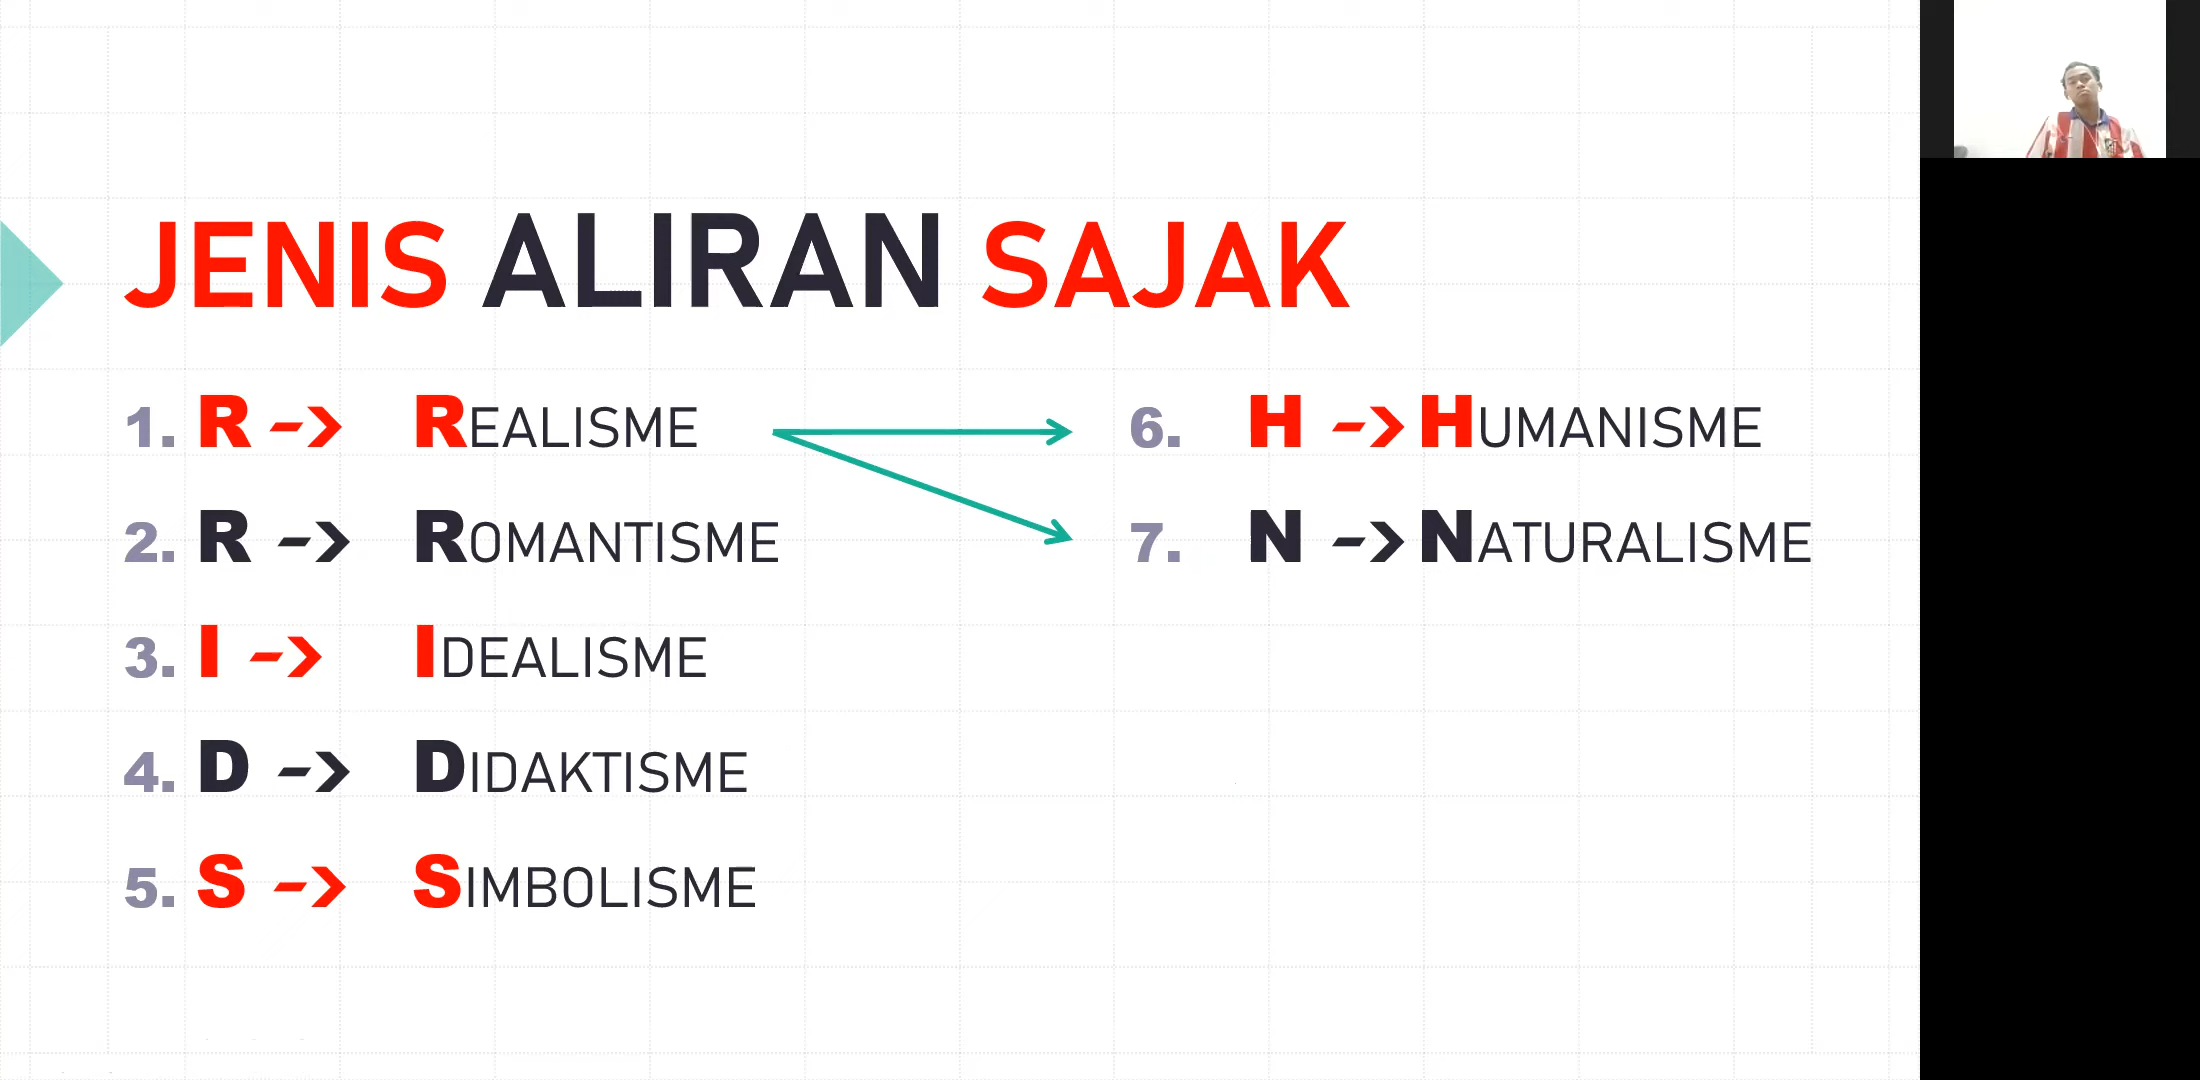 JENIS ALIRAN SAJAK
1. R -> REALISME
2. R -> ROMANTISME
3. I -> IDEALISME
4. D -> DIDAKTISME
5. S -> SIMBOLISME
6. H -> HUMANISME
7. N -> NATURALISME